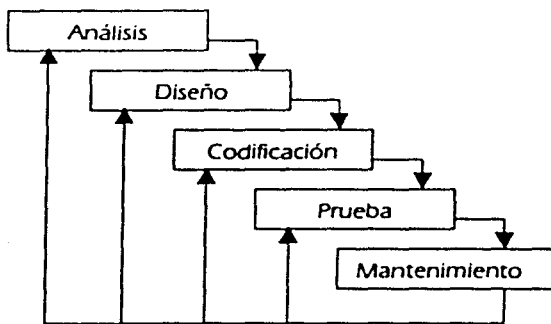 Análisis
Diseño
Codificación
Prueba
Mantenimiento